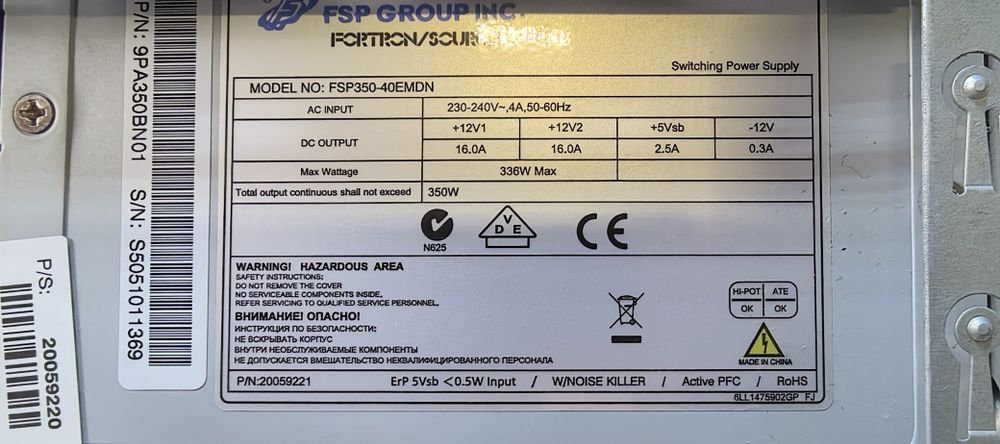 FSP GROUP INC.
FORTRON/SOUR
Switching Power Supply
MODEL NO: FSP350-40EMDN
AC INPUT 230-240V~,4A,50-60Hz
DC OUTPUT +12V1 +12V2 +5Vsb -12V
16.0A 16.0A 2.5A 0.3A
Max Wattage 336W Max
Total output continuous shall not exceed 350W
N625
VDE
CE
WARNING! HAZARDOUS AREA
SAFETY INSTRUCTIONS:
DO NOT REMOVE THE COVER
NO SERVICEABLE COMPONENTS INSIDE,
REFER SERVICING TO QUALIFIED SERVICE PERSONNEL.
ВНИМАНИЕ! ОПАСНО!
ИНСТРУКЦИЯ ПО БЕЗОПАСНОСТИ:
НЕ ВСКРЫВАТЬ КОРПУС
ВНУТРИ НЕОБСЛУЖИВАЕМЫЕ КОМПОНЕНТЫ
НЕ ДОПУСКАЕТСЯ ВМЕШАТЕЛЬСТВО НЕКВАЛИФИЦИРОВАННОГО ПЕРСОНАЛА
HI-POT ATE
OK OK
MADE IN CHINA
P/N:20059221 ErP 5Vsb <0.5W Input / W/NOISE KILLER / Active PFC / RoHS
6LL1475902GP FJ
P/N: 9PA350BN01 S/N: S5051011369
P/S: 20059220